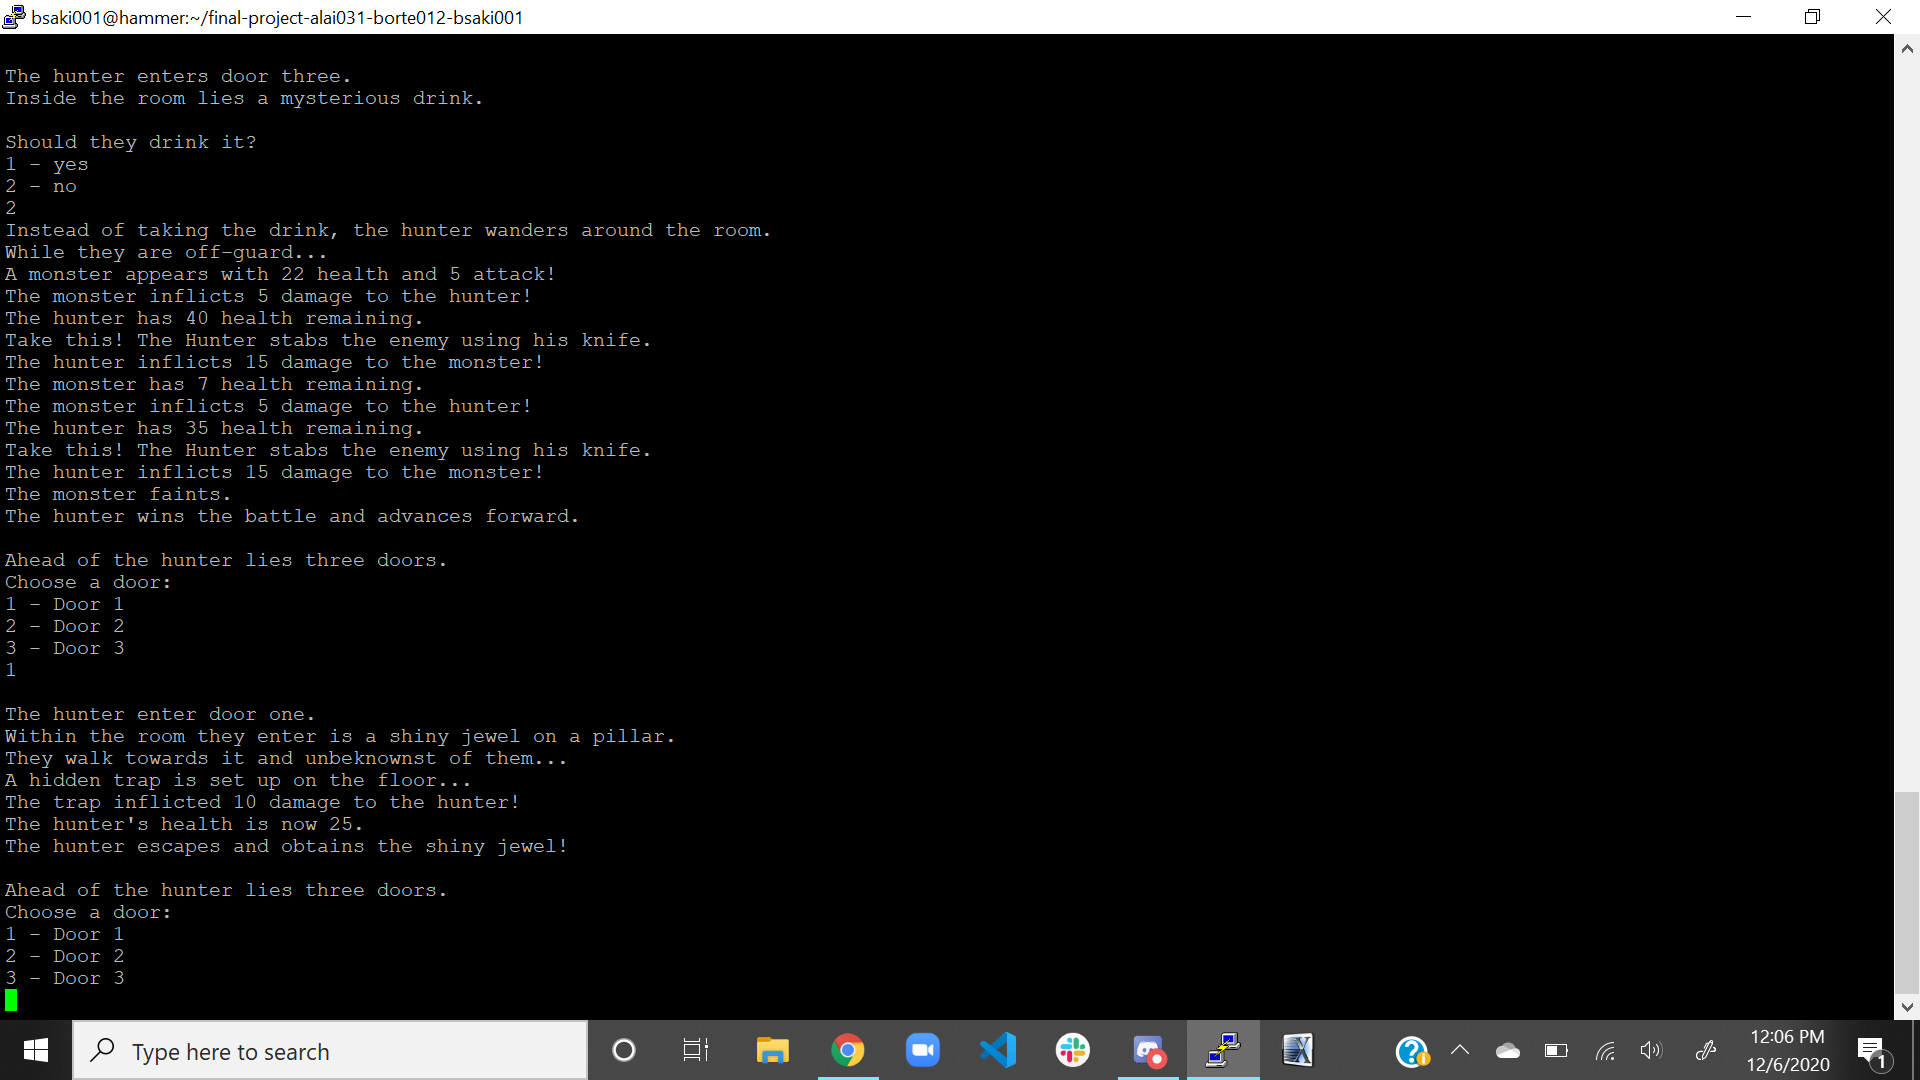 bsaki001@hammer:~/final-project-alai031-borte012-bsaki001
The hunter enters door three.
Inside the room lies a mysterious drink.
Should they drink it?
1 - yes
2 - no
2
Instead of taking the drink, the hunter wanders around the room.
While they are off-guard...
A monster appears with 22 health and 5 attack!
The monster inflicts 5 damage to the hunter!
The hunter has 40 health remaining.
Take this! The Hunter stabs the enemy using his knife.
The hunter inflicts 15 damage to the monster!
The monster has 7 health remaining.
The monster inflicts 5 damage to the hunter!
The hunter has 35 health remaining.
Take this! The Hunter stabs the enemy using his knife.
The hunter inflicts 15 damage to the monster!
The monster faints.
The hunter wins the battle and advances forward.
Ahead of the hunter lies three doors.
Choose a door:
1 - Door 1
2 - Door 2
3 - Door 3
1
The hunter enter door one.
Within the room they enter is a shiny jewel on a pillar.
They walk towards it and unbeknownst of them...
A hidden trap is set up on the floor...
The trap inflicted 10 damage to the hunter!
The hunter's health is now 25.
The hunter escapes and obtains the shiny jewel!
Ahead of the hunter lies three doors.
Choose a door:
1 - Door 1
2 - Door 2
3 - Door 3
Type here to search
12:06 PM
12/6/2020
1